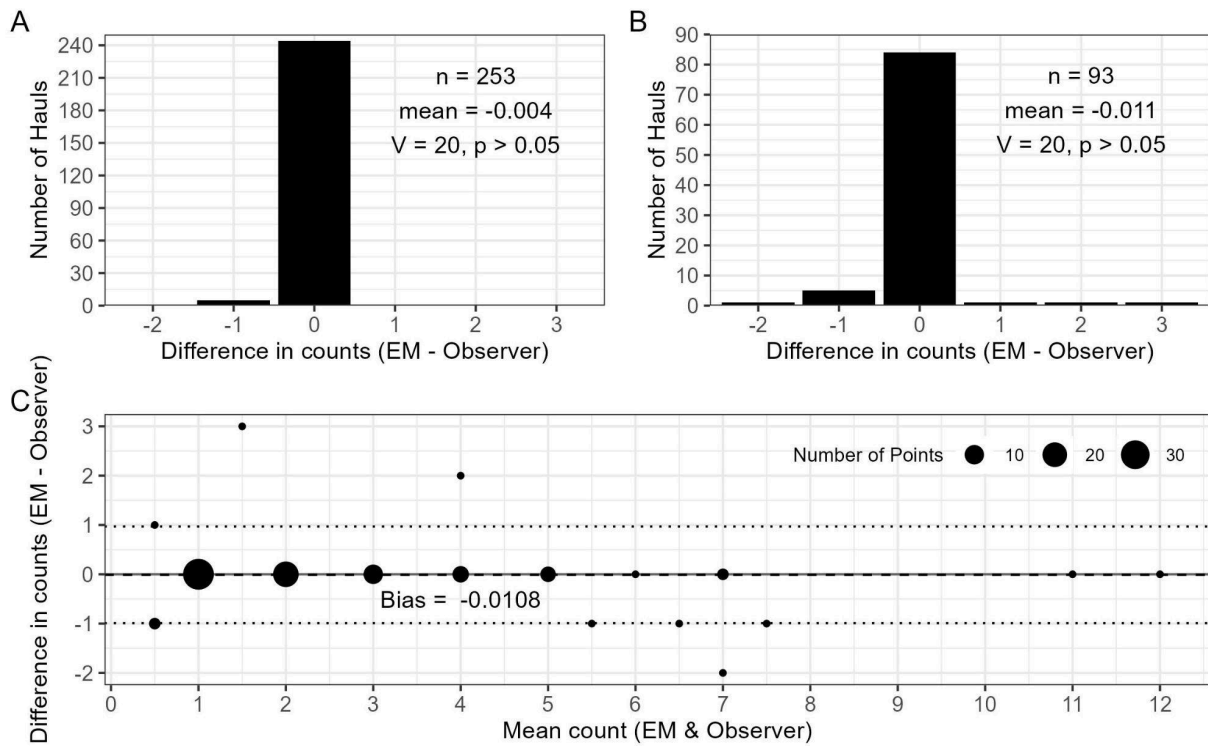 A
Number of Hauls
240
210
180
150
120
90
60
30
0
n = 253
mean = -0.004
V = 20, p > 0.05
-2 -1 0 1 2 3
Difference in counts (EM - Observer)
B
Number of Hauls
90
80
70
60
50
40
30
20
10
0
n = 93
mean = -0.011
V = 20, p > 0.05
-2 -1 0 1 2 3
Difference in counts (EM - Observer)
C
Difference in counts (EM - Observer)
3
2
1
0
-1
-2
Number of Points 10 20 30
Bias = -0.0108
0 1 2 3 4 5 6 7 8 9 10 11 12
Mean count (EM & Observer)